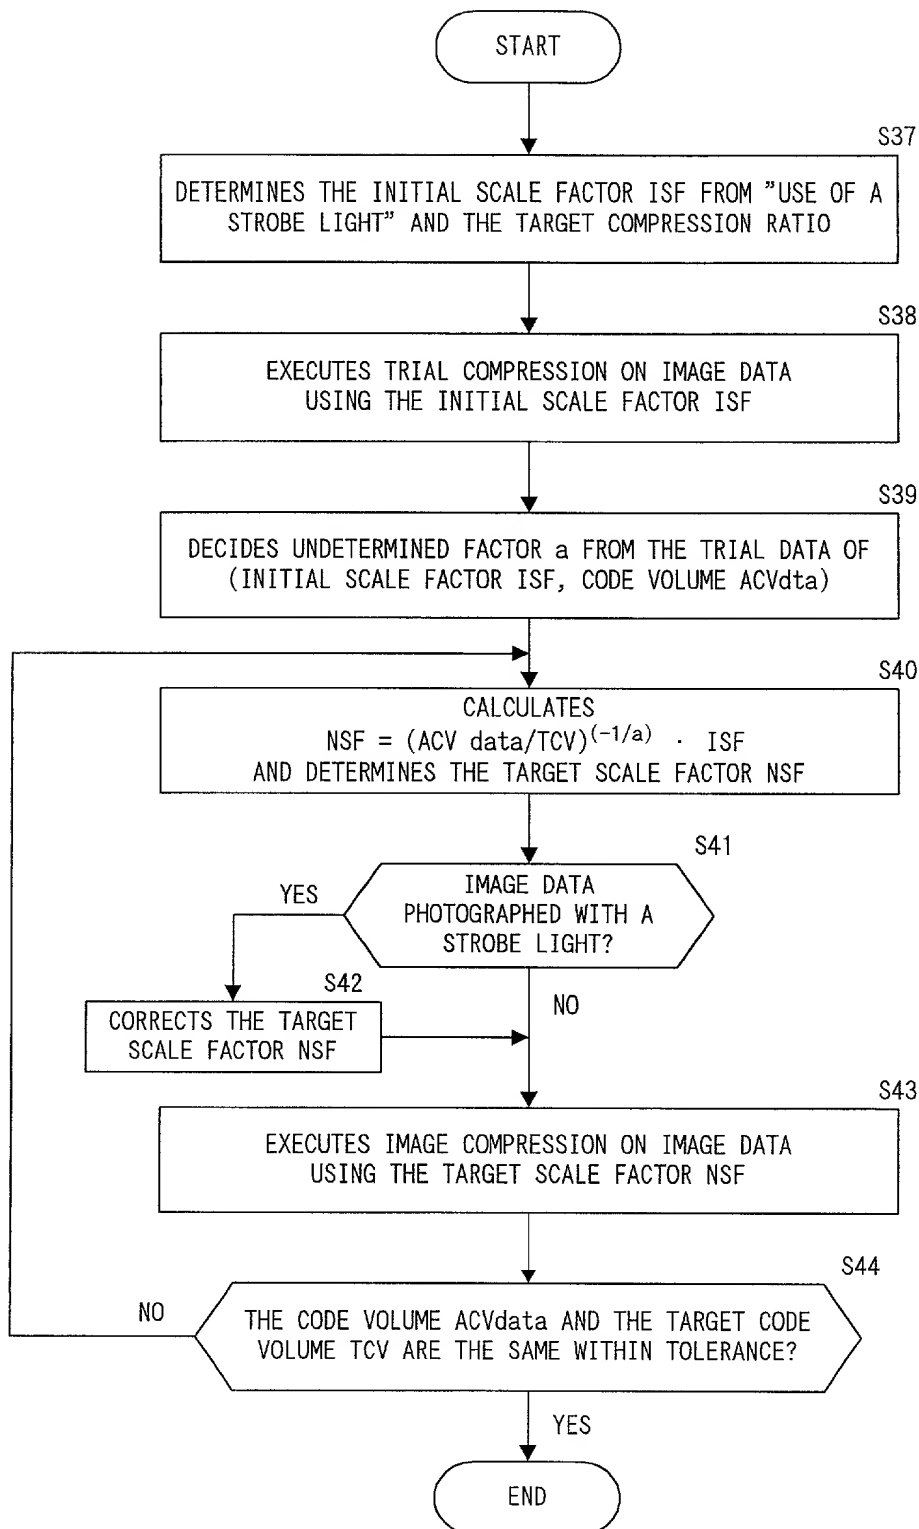 START
S37
DETERMINES THE INITIAL SCALE FACTOR ISF FROM "USE OF A
STROBE LIGHT" AND THE TARGET COMPRESSION RATIO
S38
EXECUTES TRIAL COMPRESSION ON IMAGE DATA
USING THE INITIAL SCALE FACTOR ISF
S39
DECIDES UNDETERMINED FACTOR a FROM THE TRIAL DATA OF
(INITIAL SCALE FACTOR ISF, CODE VOLUME ACVdta)
S40
CALCULATES
NSF = (ACV data/TCV)^(-1/a) · ISF
AND DETERMINES THE TARGET SCALE FACTOR NSF
S41
IMAGE DATA
PHOTOGRAPHED WITH A
STROBE LIGHT?
YES
NO
S42
CORRECTS THE TARGET
SCALE FACTOR NSF
S43
EXECUTES IMAGE COMPRESSION ON IMAGE DATA
USING THE TARGET SCALE FACTOR NSF
S44
THE CODE VOLUME ACVdata AND THE TARGET CODE
VOLUME TCV ARE THE SAME WITHIN TOLERANCE?
NO
YES
END